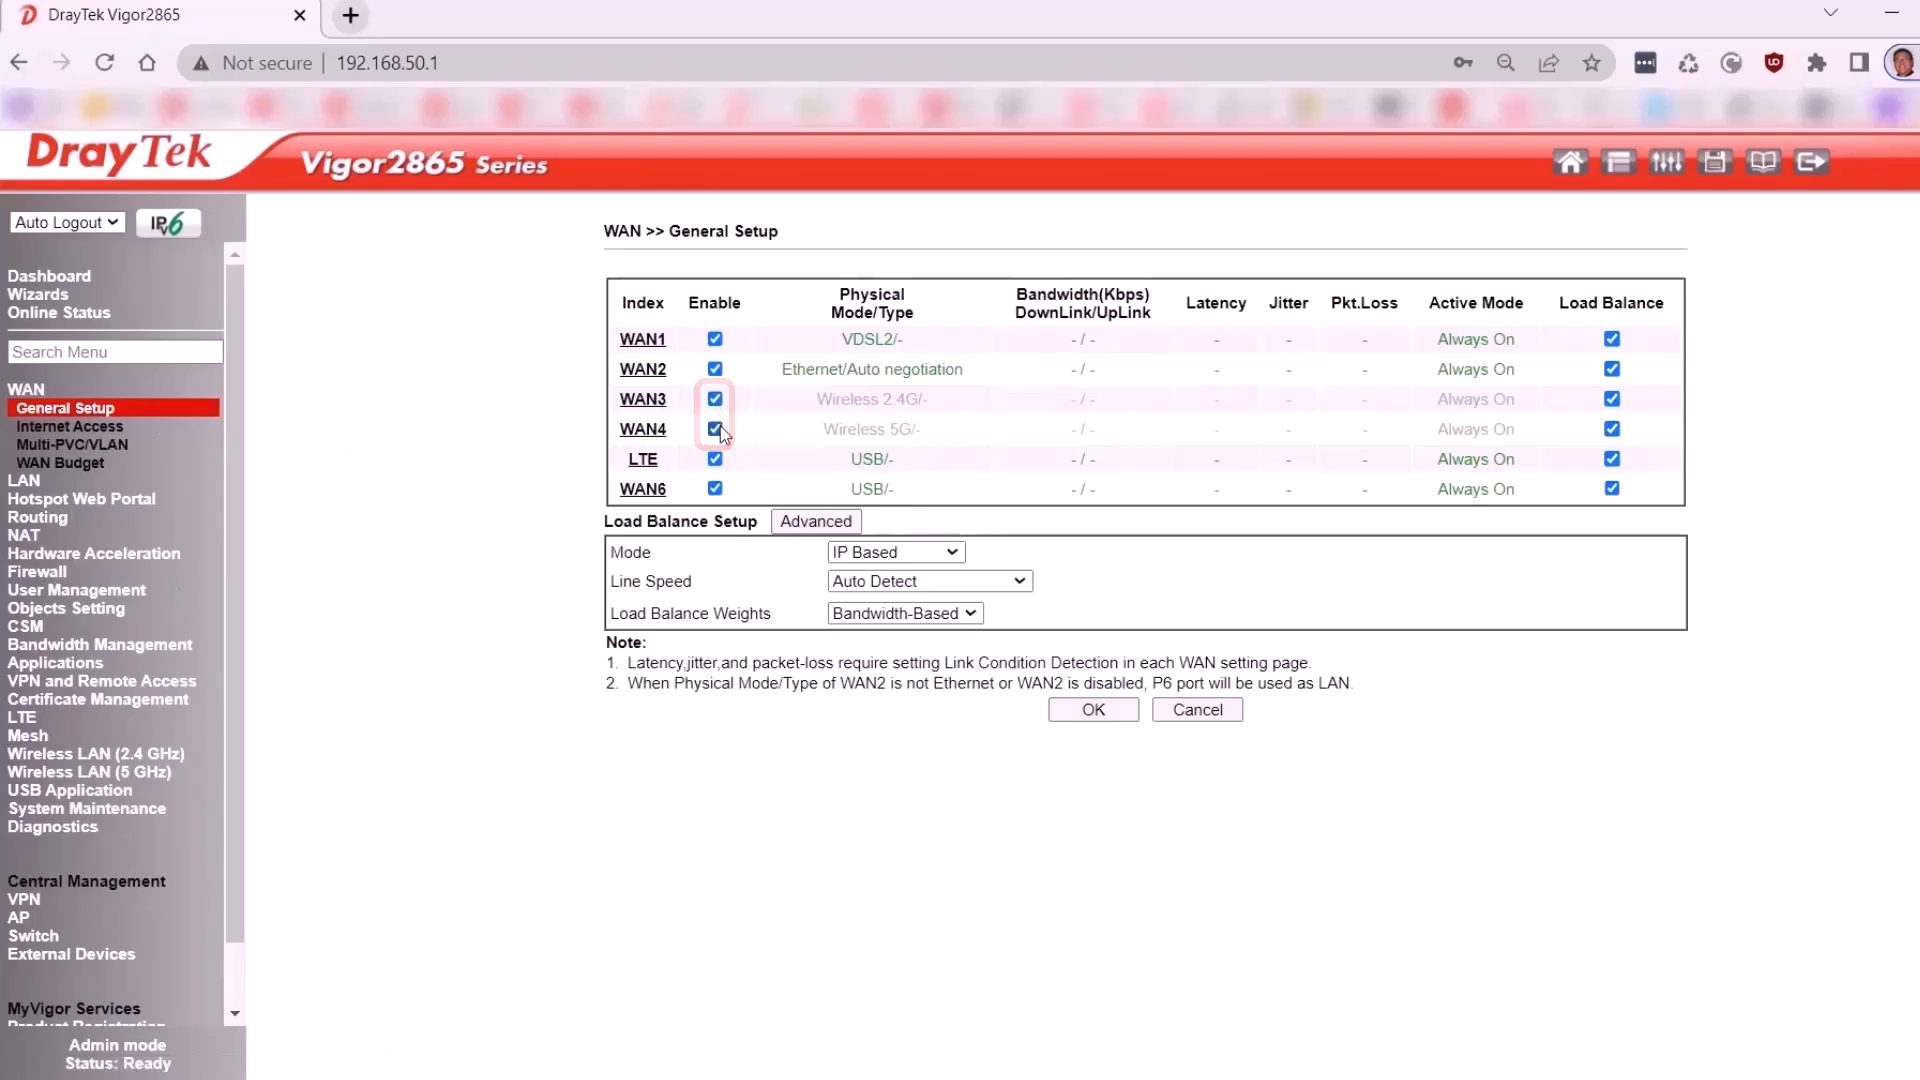 DrayTek Vigor2865
Not secure | 192.168.50.1
DrayTek
Vigor2865 Series
Auto Logout
IPv6
Dashboard
Wizards
Online Status
Search Menu
WAN
General Setup
Internet Access
Multi-PVC/VLAN
WAN Budget
LAN
Hotspot Web Portal
Routing
NAT
Hardware Acceleration
Firewall
User Management
Objects Setting
CSM
Bandwidth Management
Applications
VPN and Remote Access
Certificate Management
LTE
Mesh
Wireless LAN (2.4 GHz)
Wireless LAN (5 GHz)
USB Application
System Maintenance
Diagnostics
Central Management
VPN
AP
Switch
External Devices
MyVigor Services
Product Registration
Admin mode
Status: Ready
WAN >> General Setup
Index Enable Physical Mode/Type Bandwidth(Kbps) DownLink/UpLink Latency Jitter Pkt.Loss Active Mode Load Balance
WAN1 VDSL2/- - / - - - - Always On
WAN2 Ethernet/Auto negotiation - / - - - - Always On
WAN3 Wireless 2.4G/- - / - - - - Always On
WAN4 Wireless 5G/- - / - - - - Always On
LTE USB/- - / - - - - Always On
WAN6 USB/- - / - - - - Always On
Load Balance Setup Advanced
Mode IP Based
Line Speed Auto Detect
Load Balance Weights Bandwidth-Based
Note:
1. Latency,jitter,and packet-loss require setting Link Condition Detection in each WAN setting page.
2. When Physical Mode/Type of WAN2 is not Ethernet or WAN2 is disabled, P6 port will be used as LAN.
OK Cancel